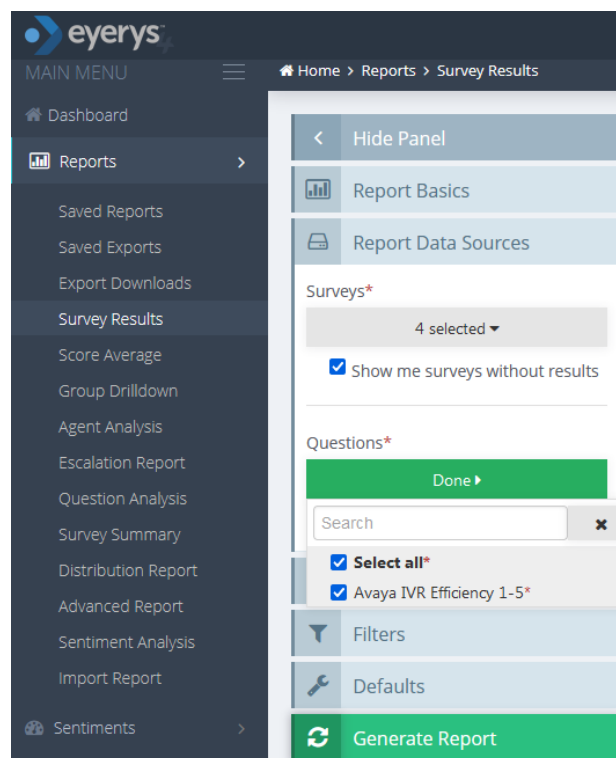 eyerys
MAIN MENU
Home > Reports > Survey Results
Dashboard
Reports
Saved Reports
Saved Exports
Export Downloads
Survey Results
Score Average
Group Drilldown
Agent Analysis
Escalation Report
Question Analysis
Survey Summary
Distribution Report
Advanced Report
Sentiment Analysis
Import Report
Sentiments
Hide Panel
Report Basics
Report Data Sources
Surveys*
4 selected
Show me surveys without results
Questions*
Done
Search
Select all*
Avaya IVR Efficiency 1-5*
Filters
Defaults
Generate Report